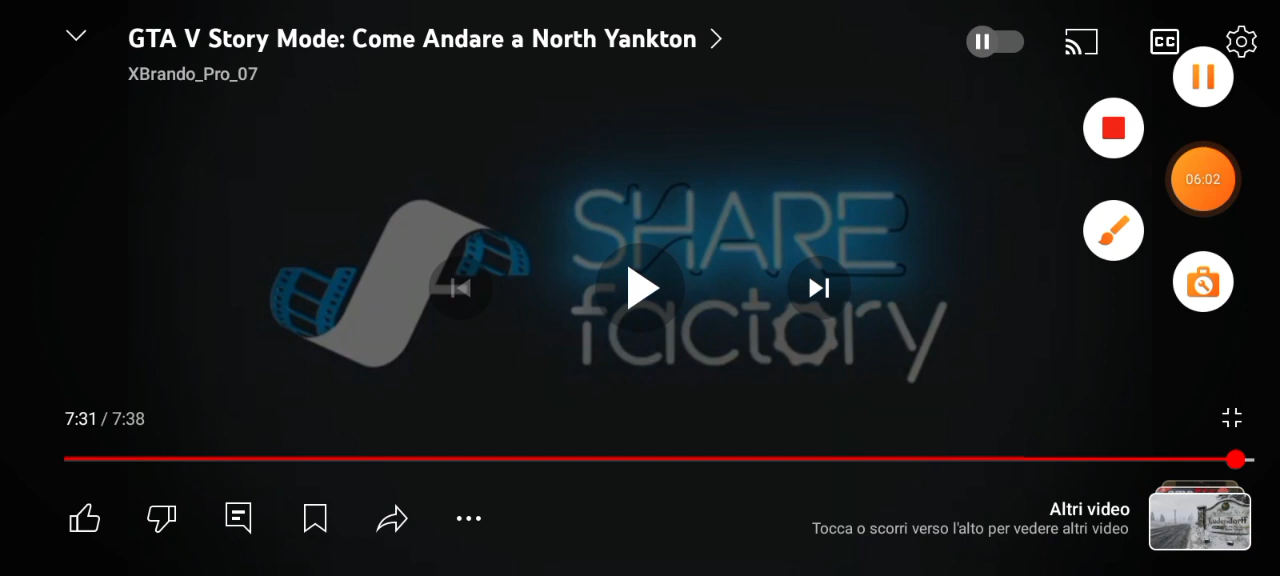 GTA V Story Mode: Come Andare a North Yankton
XBrando_Pro_07
CC
06:02
SHARE
factory
7:31 / 7:38
Altri video
Tocca o scorri verso l'alto per vedere altri video